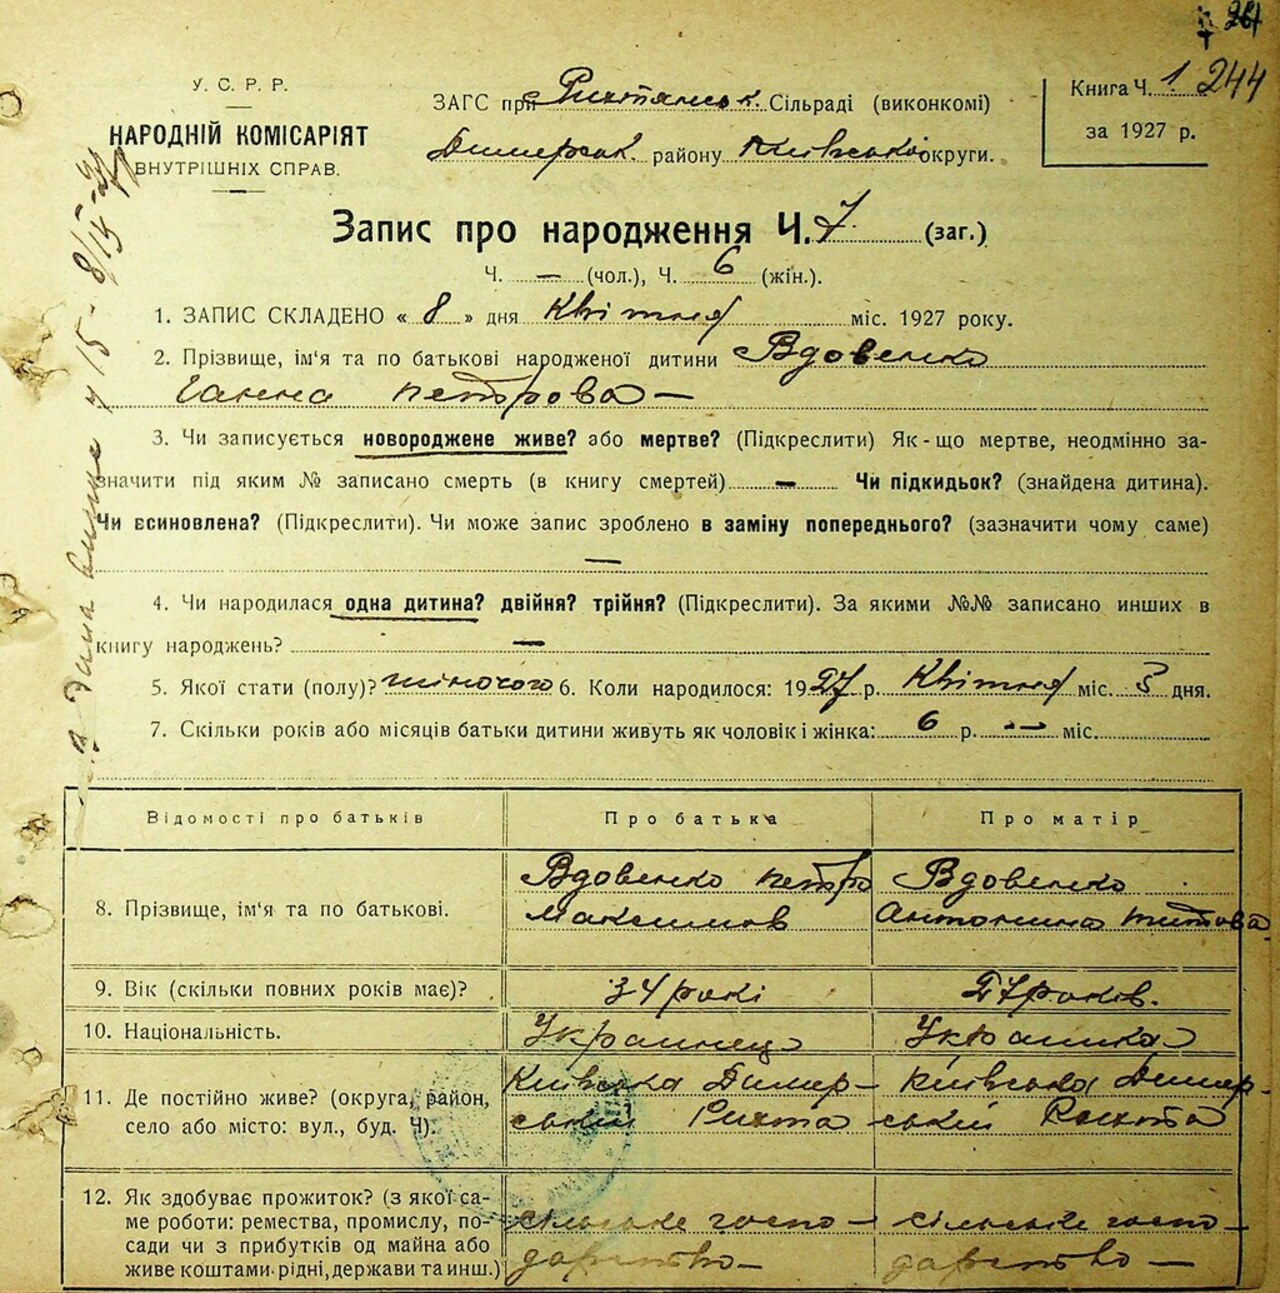 244
У. С. Р. Р.
НАРОДНІЙ КОМІСАРІЯТ
ВНУТРІШНІХ СПРАВ.
ЗАГС при Рихтянськ. Сільраді (виконкомі)
Димерськ. району Київської округи.
Книга Ч. 1
за 1927 р.
Запис про народження Ч. 7 (заг.)
Ч. — (чол.), Ч. 6 (жін.).
1. ЗАПИС СКЛАДЕНО « 8 » дня Квітня міс. 1927 року.
2. Прізвище, ім'я та по батькові народженої дитини Вдовенко
Ганна Петрова —
3. Чи записується новороджене живе? або мертве? (Підкреслити) Як-що мертве, неодмінно за-
значити під яким № записано смерть (в книгу смертей) — Чи підкидьок? (знайдена дитина).
Чи всиновлена? (Підкреслити). Чи може запис зроблено в заміну попереднього? (зазначити чому саме)
—
4. Чи народилася одна дитина? двійня? трійня? (Підкреслити). За якими №№ записано инших в
книгу народжень? —
5. Якої стати (полу)? жіночого 6. Коли народилося: 1927 р. Квітня міс. 3 дня.
7. Скільки років або місяців батьки дитини живуть як чоловік і жінка: 6 р. — міс.
Відомості про батьків Про батька Про матір
8. Прізвище, ім'я та по батькові.
Вдовенко Петро
Максимов
Вдовенко
Антонина Титова
9. Вік (скільки повних років має)? 34 рокі 27 років.
10. Національність. Украинец Украинка
11. Де постійно живе? (округа, район,
село або місто: вул., буд. Ч).
Київська Димер-
ський Рихта
Київська Димер-
ський Рихта
12. Як здобуває прожиток? (з якої са-
ме роботи: ремества, промислу, по-
сади чи з прибутків од майна або
живе коштами рідні, держави та инш.)
сільське госпо-
дарство —
сільське госпо-
дарство —